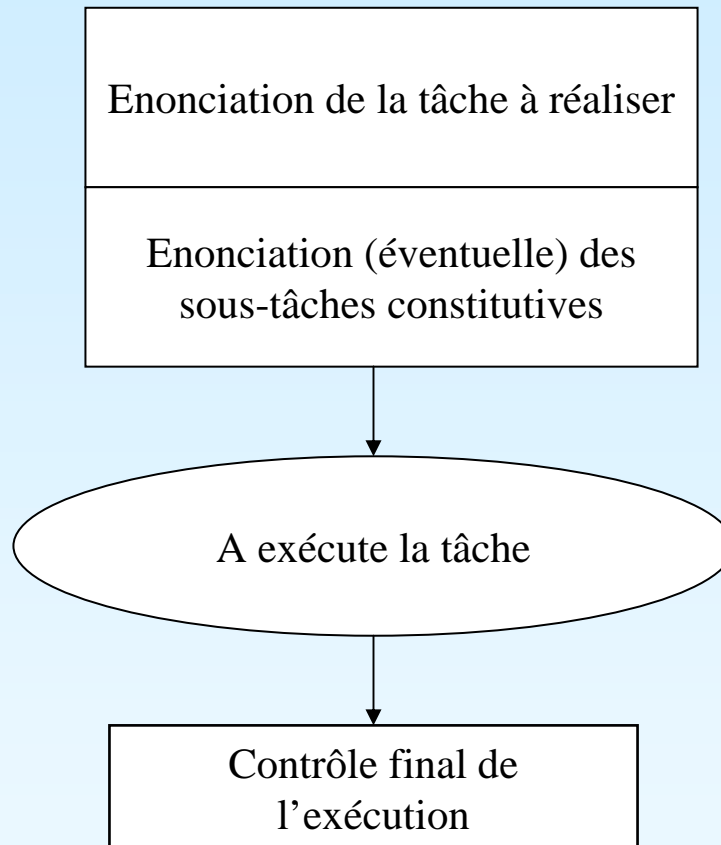 Enonciation de la tâche à réaliser
Enonciation (éventuelle) des
sous-tâches constitutives
A exécute la tâche
Contrôle final de
l’exécution